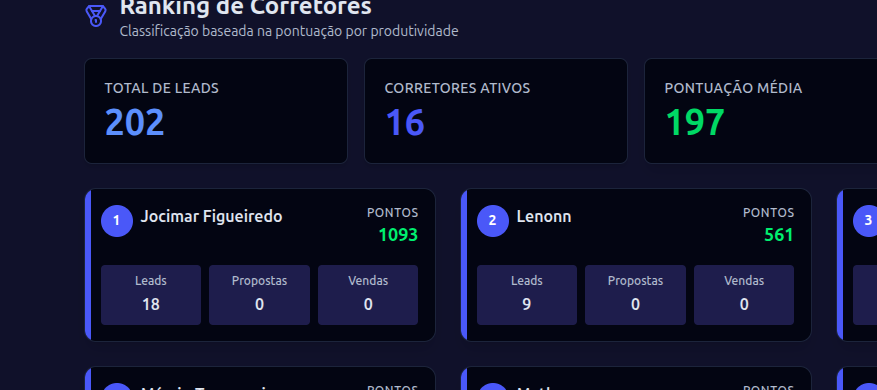 Ranking de Corretores
Classificação baseada na pontuação por produtividade
TOTAL DE LEADS
202
CORRETORES ATIVOS
16
PONTUAÇÃO MÉDIA
197
1
Jocimar Figueiredo
PONTOS
1093
Leads
18
Propostas
0
Vendas
0
2
Lenonn
PONTOS
561
Leads
9
Propostas
0
Vendas
0
3
PONTOS
PONTOS